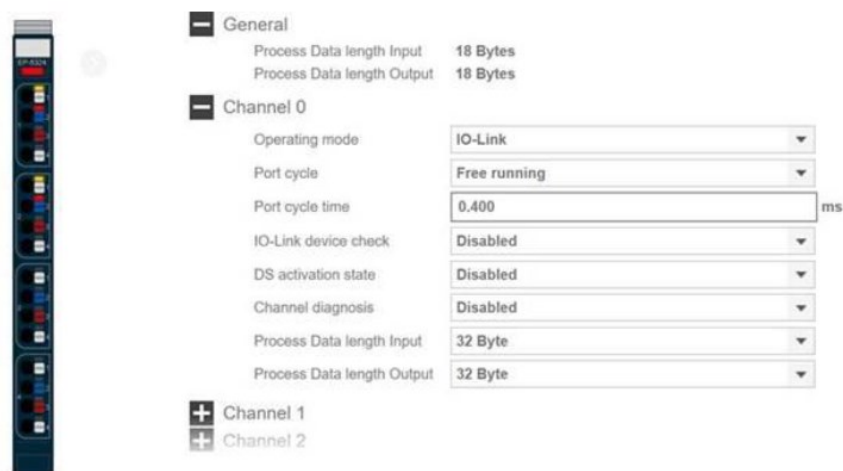 General
Process Data length Input 18 Bytes
Process Data length Output 18 Bytes
Channel 0
Operating mode IO-Link
Port cycle Free running
Port cycle time 0.400 ms
IO-Link device check Disabled
DS activation state Disabled
Channel diagnosis Disabled
Process Data length Input 32 Byte
Process Data length Output 32 Byte
Channel 1
Channel 2